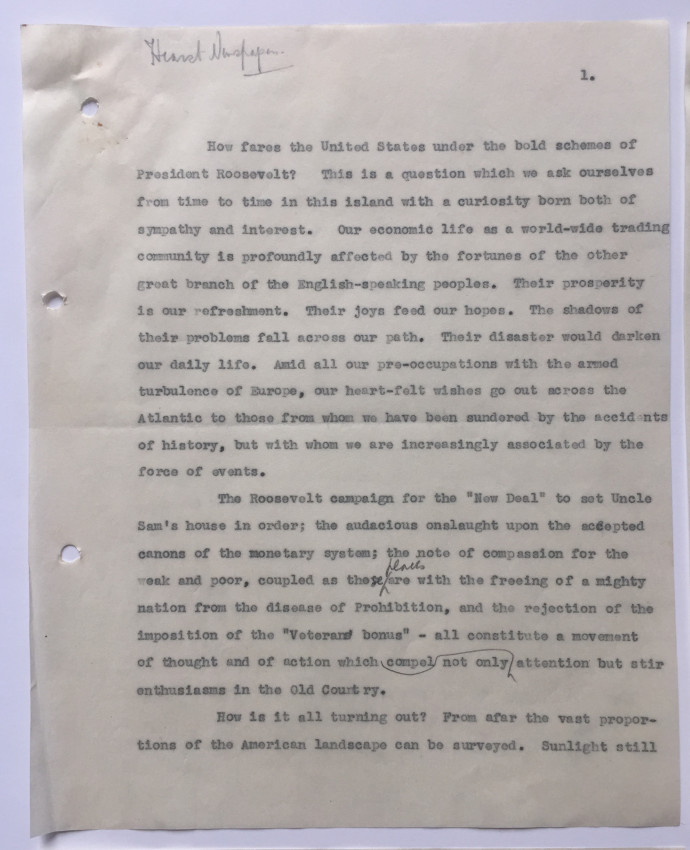 Hearst Newspaper.
1.
How fares the United States under the bold schemes of
President Roosevelt? This is a question which we ask ourselves
from time to time in this island with a curiosity born both of
sympathy and interest. Our economic life as a world-wide trading
community is profoundly affected by the fortunes of the other
great branch of the English-speaking peoples. Their prosperity
is our refreshment. Their joys feed our hopes. The shadows of
their problems fall across our path. Their disaster would darken
our daily life. Amid all our pre-occupations with the armed
turbulence of Europe, our heart-felt wishes go out across the
Atlantic to those from whom we have been sundered by the accidents
of history, but with whom we are increasingly associated by the
force of events.
The Roosevelt campaign for the "New Deal" to set Uncle
Sam's house in order; the audacious onslaught upon the accepted
canons of the monetary system; the note of compassion for the
weak and poor, coupled as these are with the freeing of a mighty
nation from the disease of Prohibition, and the rejection of the
imposition of the "Veterans' bonus" - all constitute a movement
of thought and of action which compel not only attention but stir
enthusiasms in the Old Country.
How is it all turning out? From afar the vast propor-
tions of the American landscape can be surveyed. Sunlight still